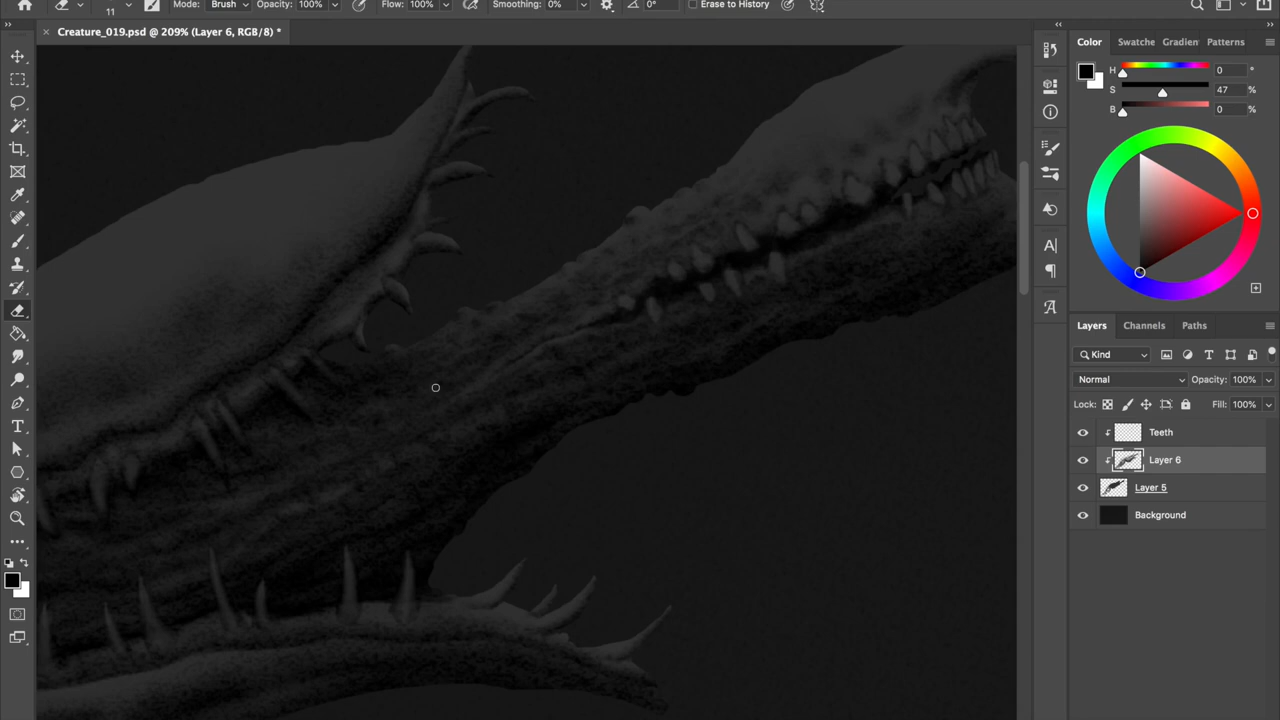 11 Mode: Brush Opacity: 100% Flow: 100% Smoothing: 0% 0° Erase to History
Creature_019.psd @ 209% (Layer 6, RGB/8) *
Color Swatche Gradien Patterns
H 0 °
S 47 %
B 0 %
Layers Channels Paths
Kind
Normal Opacity: 100%
Lock: Fill: 100%
Teeth
Layer 6
Layer 5
Background